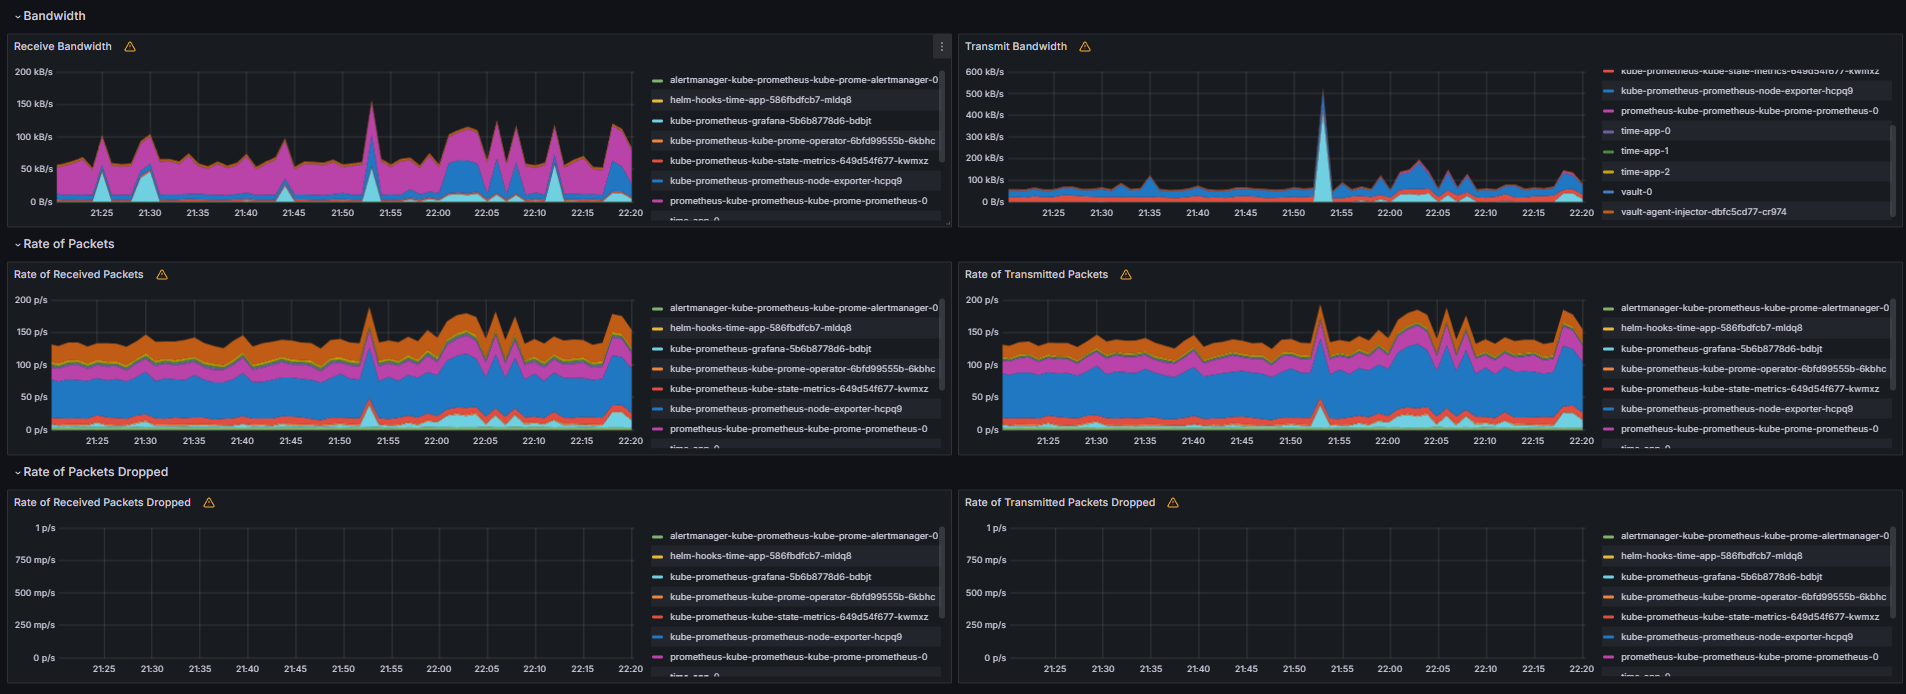 Bandwidth
Receive Bandwidth
200 kB/s
150 kB/s
100 kB/s
50 kB/s
0 B/s
21:25 21:30 21:35 21:40 21:45 21:50 21:55 22:00 22:05 22:10 22:15 22:20
alertmanager-kube-prometheus-kube-prome-alertmanager-0
helm-hooks-time-app-586fbdfcb7-mldq8
kube-prometheus-grafana-5b6b8778d6-bdbjt
kube-prometheus-kube-prome-operator-6bfd99555b-6kbhc
kube-prometheus-kube-state-metrics-649d54f677-kwmxz
kube-prometheus-prometheus-node-exporter-hcpq9
prometheus-kube-prometheus-kube-prome-prometheus-0
time-app-0
Transmit Bandwidth
600 kB/s
500 kB/s
400 kB/s
300 kB/s
200 kB/s
100 kB/s
0 B/s
21:25 21:30 21:35 21:40 21:45 21:50 21:55 22:00 22:05 22:10 22:15 22:20
kube-prometheus-kube-state-metrics-649d54f677-kwmxz
kube-prometheus-prometheus-node-exporter-hcpq9
prometheus-kube-prometheus-kube-prome-prometheus-0
time-app-0
time-app-1
time-app-2
vault-0
vault-agent-injector-dbfc5cd77-cr974
Rate of Packets
Rate of Received Packets
200 p/s
150 p/s
100 p/s
50 p/s
0 p/s
21:25 21:30 21:35 21:40 21:45 21:50 21:55 22:00 22:05 22:10 22:15 22:20
alertmanager-kube-prometheus-kube-prome-alertmanager-0
helm-hooks-time-app-586fbdfcb7-mldq8
kube-prometheus-grafana-5b6b8778d6-bdbjt
kube-prometheus-kube-prome-operator-6bfd99555b-6kbhc
kube-prometheus-kube-state-metrics-649d54f677-kwmxz
kube-prometheus-prometheus-node-exporter-hcpq9
prometheus-kube-prometheus-kube-prome-prometheus-0
time-app-0
Rate of Transmitted Packets
200 p/s
150 p/s
100 p/s
50 p/s
0 p/s
21:25 21:30 21:35 21:40 21:45 21:50 21:55 22:00 22:05 22:10 22:15 22:20
alertmanager-kube-prometheus-kube-prome-alertmanager-0
helm-hooks-time-app-586fbdfcb7-mldq8
kube-prometheus-grafana-5b6b8778d6-bdbjt
kube-prometheus-kube-prome-operator-6bfd99555b-6kbhc
kube-prometheus-kube-state-metrics-649d54f677-kwmxz
kube-prometheus-prometheus-node-exporter-hcpq9
prometheus-kube-prometheus-kube-prome-prometheus-0
time-app-0
Rate of Packets Dropped
Rate of Received Packets Dropped
1 p/s
750 mp/s
500 mp/s
250 mp/s
0 p/s
21:25 21:30 21:35 21:40 21:45 21:50 21:55 22:00 22:05 22:10 22:15 22:20
alertmanager-kube-prometheus-kube-prome-alertmanager-0
helm-hooks-time-app-586fbdfcb7-mldq8
kube-prometheus-grafana-5b6b8778d6-bdbjt
kube-prometheus-kube-prome-operator-6bfd99555b-6kbhc
kube-prometheus-kube-state-metrics-649d54f677-kwmxz
kube-prometheus-prometheus-node-exporter-hcpq9
prometheus-kube-prometheus-kube-prome-prometheus-0
time-app-0
Rate of Transmitted Packets Dropped
1 p/s
750 mp/s
500 mp/s
250 mp/s
0 p/s
21:25 21:30 21:35 21:40 21:45 21:50 21:55 22:00 22:05 22:10 22:15 22:20
alertmanager-kube-prometheus-kube-prome-alertmanager-0
helm-hooks-time-app-586fbdfcb7-mldq8
kube-prometheus-grafana-5b6b8778d6-bdbjt
kube-prometheus-kube-prome-operator-6bfd99555b-6kbhc
kube-prometheus-kube-state-metrics-649d54f677-kwmxz
kube-prometheus-prometheus-node-exporter-hcpq9
prometheus-kube-prometheus-kube-prome-prometheus-0
time-app-0